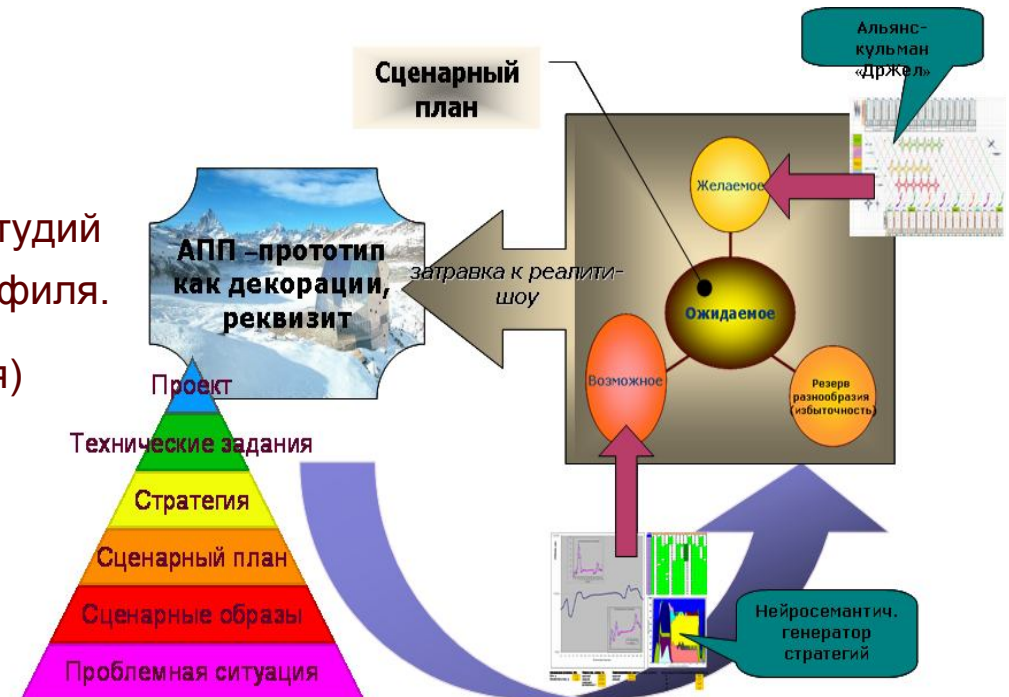 Альянс-
кульман
«ДрЖел»
Сценарный
план
Желаемое
тудий
филя.
я)
АПП –прототип
как декорации,
реквизит
затравка к реалити-
шоу
Ожидаемое
Возможное
Резерв
разнообразия
(избыточность)
Проект
Технические задания
Стратегия
Сценарный план
Сценарные образы
Проблемная ситуация
Нейросемантич.
генератор
стратегий